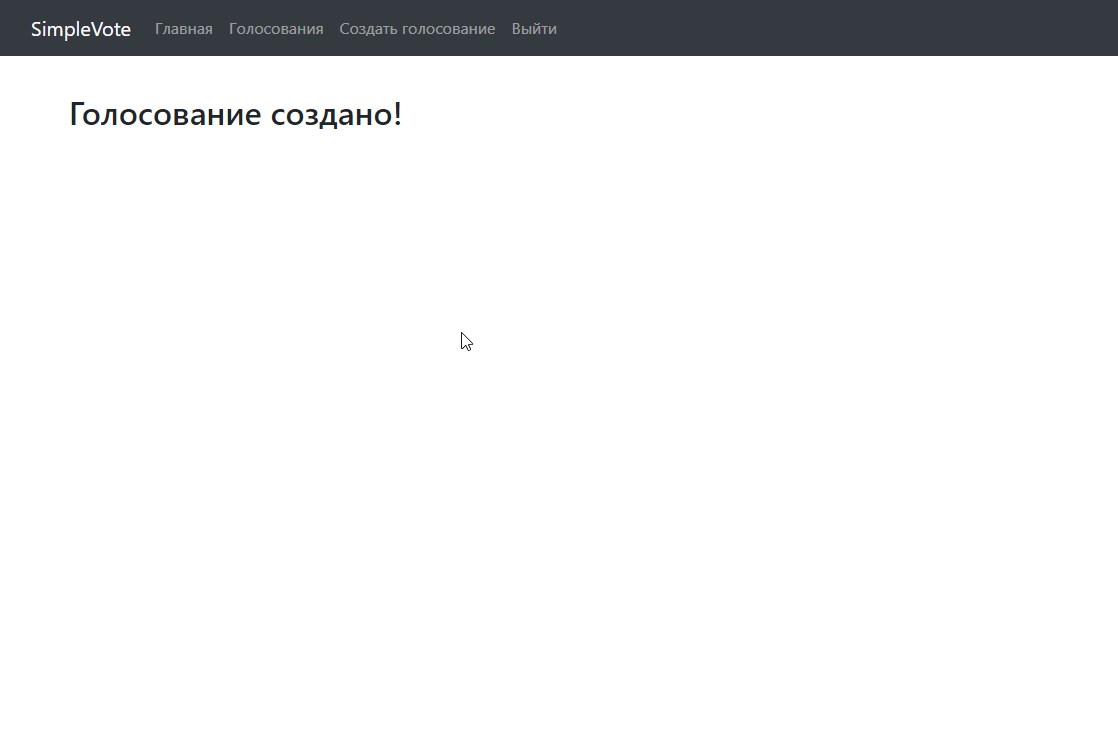 SimpleVote Главная Голосования Создать голосование Выйти
Голосование создано!